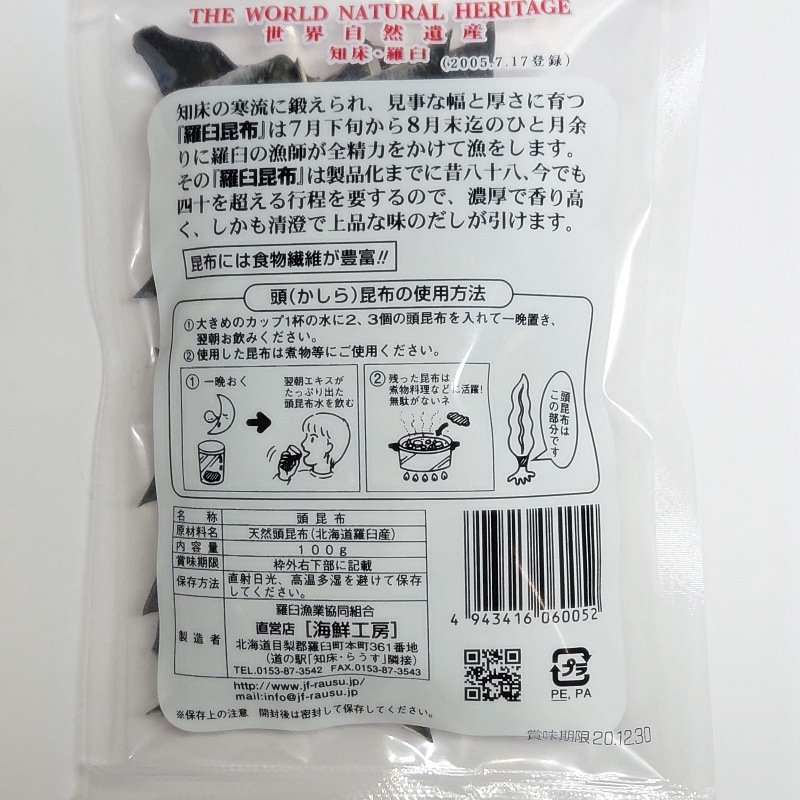 THE WORLD NATURAL HERITAGE
世界自然遺産
知床・羅臼
(2005.7.17登録)
知床の寒流に鍛えられ、見事な幅と厚さに育つ
『羅臼昆布』は7月下旬から8月末迄のひと月余
りに羅臼の漁師が全精力をかけて漁をします。
その『羅臼昆布』は製品化までに昔八十八、今でも
四十を超える行程を要するので、濃厚で香り高
く、しかも清澄で上品な味のだしが引けます。
昆布には食物繊維が豊富!!
頭(かしら)昆布の使用方法
①大きめのカップ1杯の水に2、3個の頭昆布を入れて一晩置き、
翌朝お飲みください。
②使用した昆布は煮物等にご使用ください。
① 一晩おく
翌朝エキスが
たっぷり出た
頭昆布水を飲む
② 残った昆布は
煮物料理などに活躍!
無駄がないネ
頭昆布は
この部分です
名称 頭昆布
原材料名 天然頭昆布(北海道羅臼産)
内容量 100g
賞味期限 枠外右下部に記載
保存方法 直射日光、高温多湿を避けて保存
してください。
製造者 羅臼漁業協同組合
直営店 [海鮮工房]
北海道目梨郡羅臼町本町361番地
(道の駅「知床・らうす」隣接)
TEL.0153-87-3542 FAX.0153-87-3543
http://www.jf-rausu.jp/
mail:info@jf-rausu.jp
※保存上の注意 開封後は密封して保存してください。
4 943416 060052
プラ
PE, PA
賞味期限 20.12.30